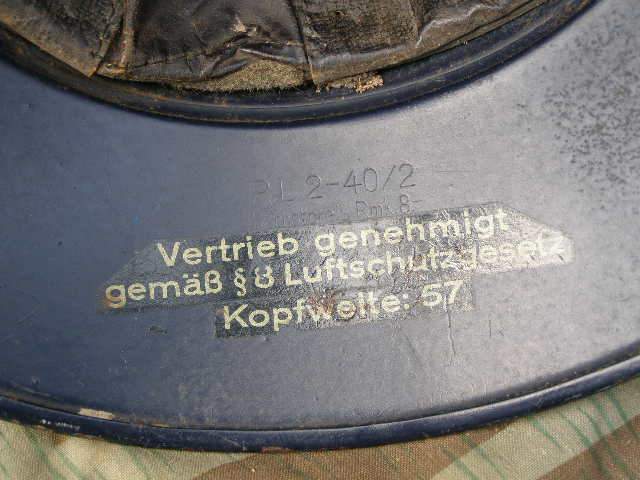 RL 2-40/2
Vertrieb genehmigt
gemäß § 8 Luftschutzgesetz
Kopfweite: 57